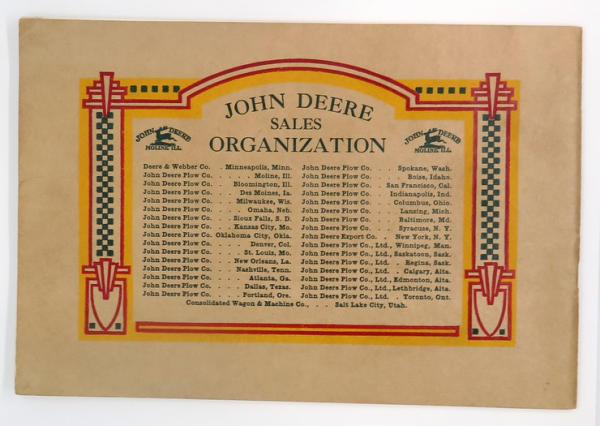 JOHN DEERE
SALES
ORGANIZATION
JOHN DEERE
MOLINE ILL.
JOHN DEERE
MOLINE ILL.
Deere & Webber Co. . Minneapolis, Minn.
John Deere Plow Co. . . . . . Moline, Ill.
John Deere Plow Co. . Bloomington, Ill.
John Deere Plow Co. . . . Des Moines, Ia.
John Deere Plow Co. . . Milwaukee, Wis.
John Deere Plow Co. . . . . Omaha, Neb.
John Deere Plow Co. . . Sioux Falls, S. D.
John Deere Plow Co. . . Kansas City, Mo.
John Deere Plow Co. Oklahoma City, Okla.
John Deere Plow Co. . . . . Denver, Col.
John Deere Plow Co. . . . St. Louis, Mo.
John Deere Plow Co. . . New Orleans, La.
John Deere Plow Co. . . Nashville, Tenn.
John Deere Plow Co. . . . . Atlanta, Ga.
John Deere Plow Co. . . . Dallas, Texas.
John Deere Plow Co. . . . Portland, Ore.
John Deere Plow Co. . . . Spokane, Wash.
John Deere Plow Co. . . . . Boise, Idaho.
John Deere Plow Co. . . San Francisco, Cal.
John Deere Plow Co. . . . Indianapolis, Ind.
John Deere Plow Co. . . . Columbus, Ohio.
John Deere Plow Co. . . . Lansing, Mich.
John Deere Plow Co. . . . Baltimore, Md.
John Deere Plow Co. . . . Syracuse, N. Y.
John Deere Export Co. . . New York, N. Y.
John Deere Plow Co., Ltd., Winnipeg, Man.
John Deere Plow Co., Ltd., Saskatoon, Sask.
John Deere Plow Co., Ltd. . Regina, Sask.
John Deere Plow Co., Ltd. . Calgary, Alta.
John Deere Plow Co., Ltd., Edmonton, Alta.
John Deere Plow Co., Ltd., Lethbridge, Alta.
John Deere Plow Co., Ltd. . Toronto, Ont.
Consolidated Wagon & Machine Co., . . . Salt Lake City, Utah.